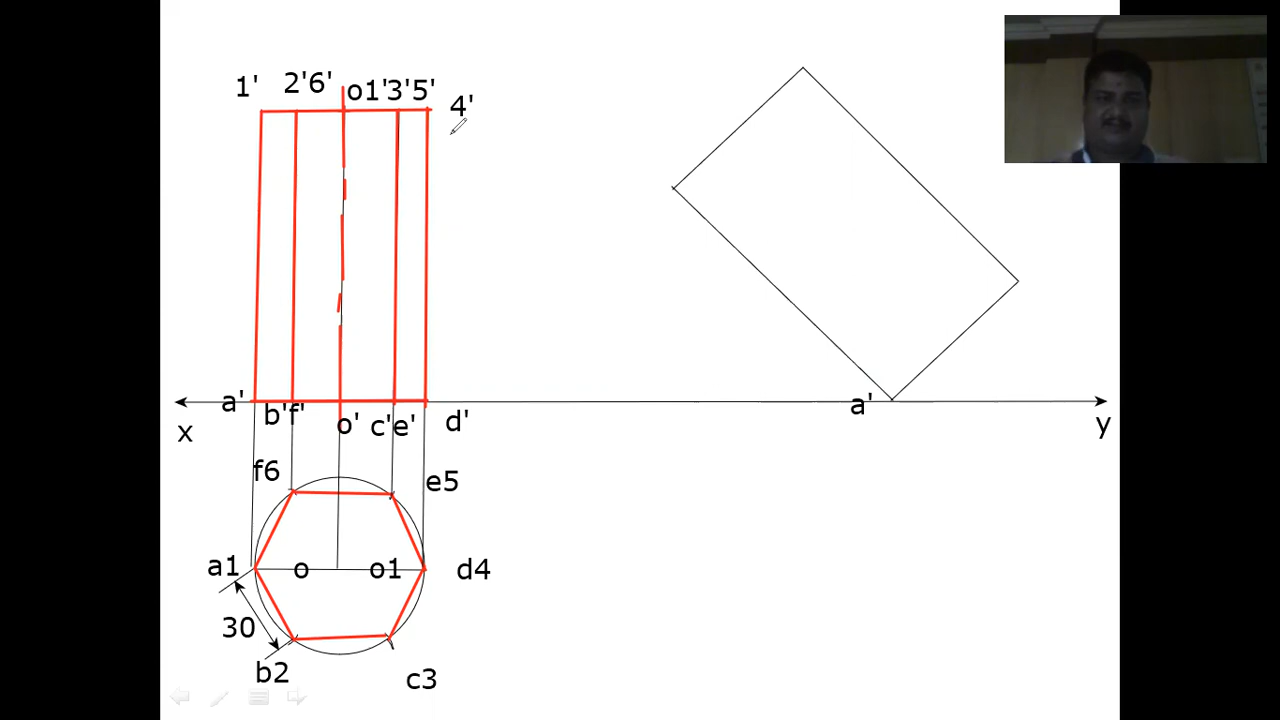 1' 2'6' o1'3'5' 4'
a' b'f' o' c'e' d' a'
x y
f6 e5
a1 o o1 d4
30
b2 c3